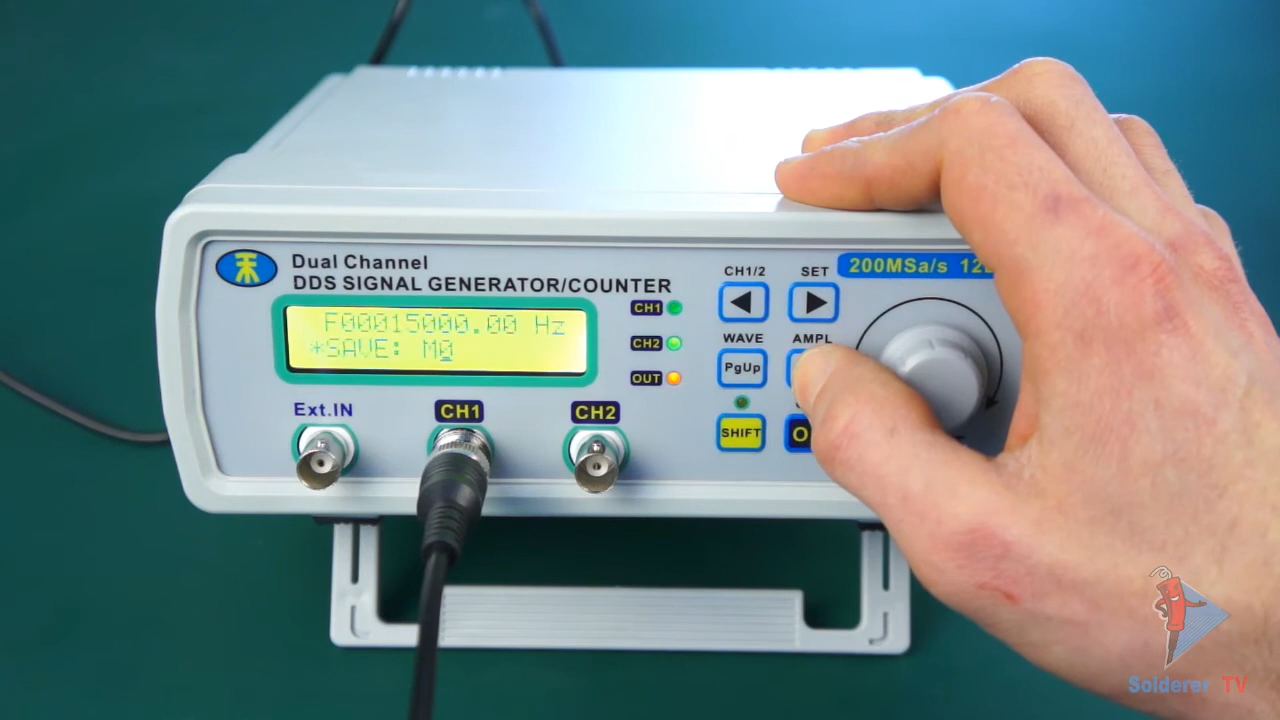 Dual Channel
DDS SIGNAL GENERATOR/COUNTER
200MSa/s 12
F00015000.00 Hz
*SAVE: M0
CH1
CH2
OUT
CH1/2
SET
WAVE
AMPL
PgUp
SHIFT
O
Ext.IN
CH1
CH2
Solderer TV